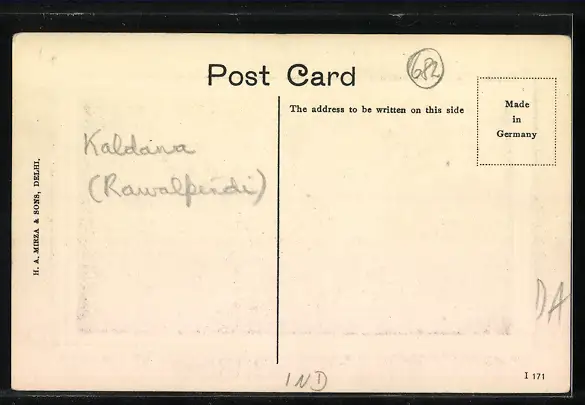 Post Card
682
The address to be written on this side
Made
in
Germany
Kaldana
(Rawalpindi)
H. A. MIRZA & SONS, DELHI.
DA
I 171
IND